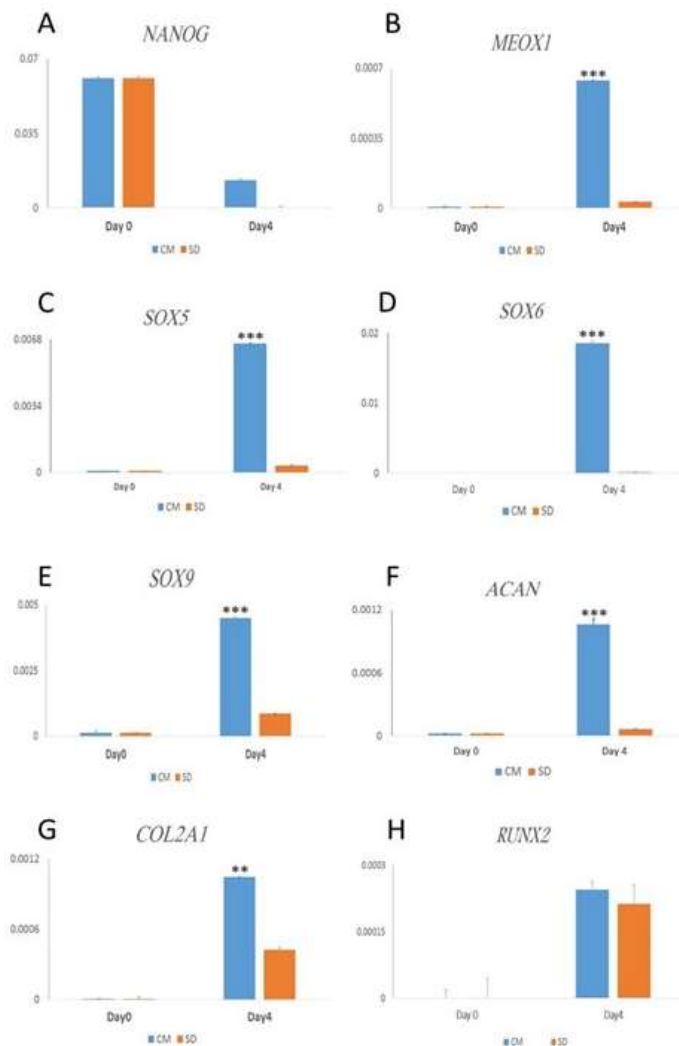 A
NANOG
0.07
0.035
0
Day 0 Day4
CM SD
B
MEOX1
0.0007
***
0.00035
0
Day0 Day4
CM SD
C
SOX5
0.0068
***
0.0034
0
Day 0 Day 4
CM SD
D
SOX6
0.02
***
0.01
0
Day 0 Day 4
CM SD
E
SOX9
0.005
***
0.0025
0
Day0 Day4
CM SD
F
ACAN
0.0012
***
0.0006
0
Day 0 Day 4
CM SD
G
COL2A1
0.0012
**
0.0006
0
Day0 Day4
CM SD
H
RUNX2
0.0003
0.00015
0
Day 0 Day4
CM SD